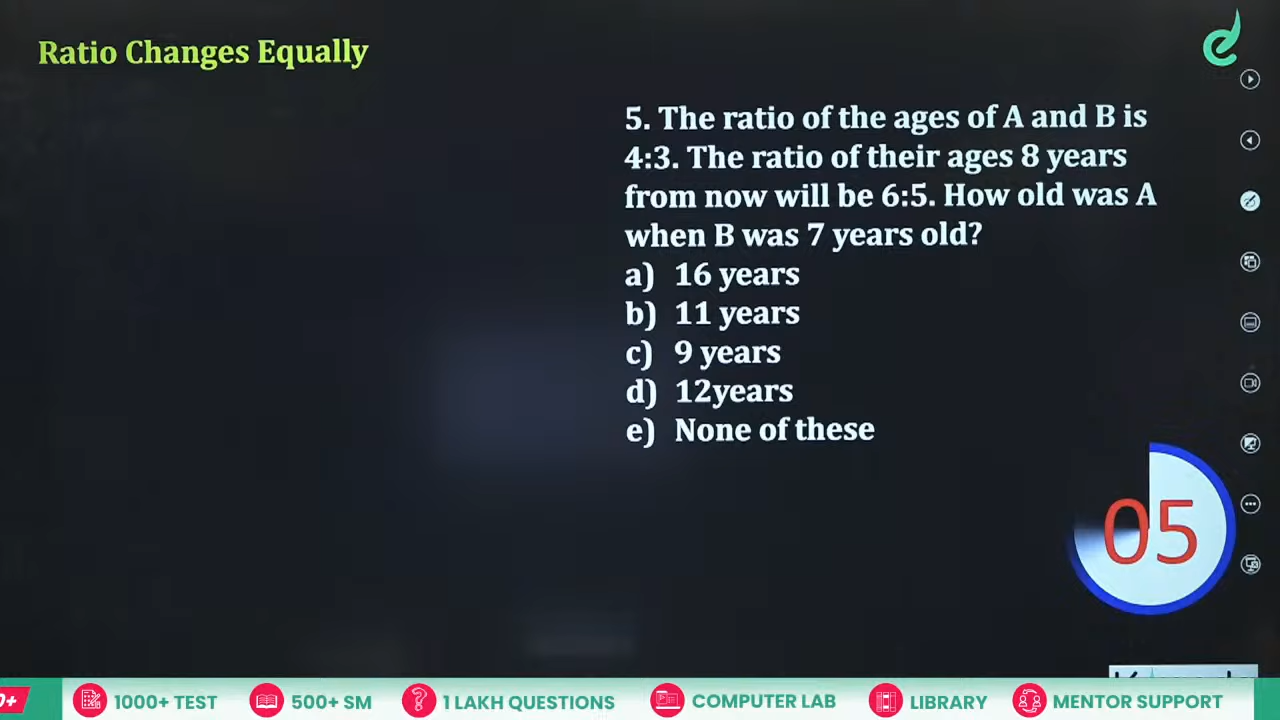 Ratio Changes Equally
5. The ratio of the ages of A and B is
4:3. The ratio of their ages 8 years
from now will be 6:5. How old was A
when B was 7 years old?
a) 16 years
b) 11 years
c) 9 years
d) 12years
e) None of these
05
0+
1000+ TEST
500+ SM
1 LAKH QUESTIONS
COMPUTER LAB
LIBRARY
MENTOR SUPPORT